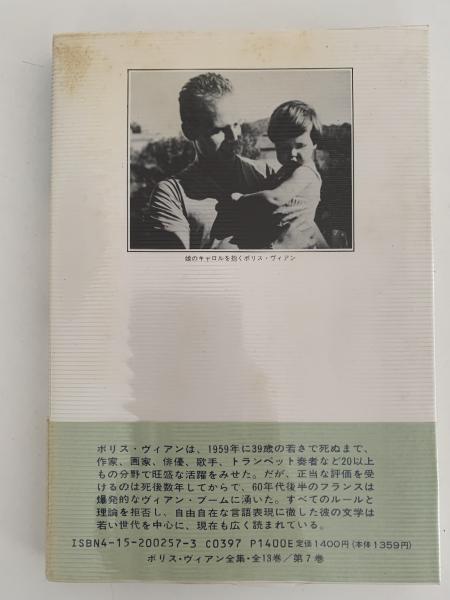 娘のキャロルを抱くボリス・ヴィアン
ボリス・ヴィアンは、1959年に39歳の若さで死ぬまで、
作家、画家、俳優、歌手、トランペット奏者など20以上
もの分野で旺盛な活躍をみせた。だが、正当な評価を受
けるのは死後数年してからで、60年代後半のフランスは
爆発的なヴィアン・ブームに湧いた。すべてのルールと
理論を拒否し、自由自在な言語表現に徹した彼の文学は
若い世代を中心に、現在も広く読まれている。
ISBN4-15-200257-3 C0397 P1400E 定価1400円(本体1359円)
ボリス・ヴィアン全集・全13巻/第7巻